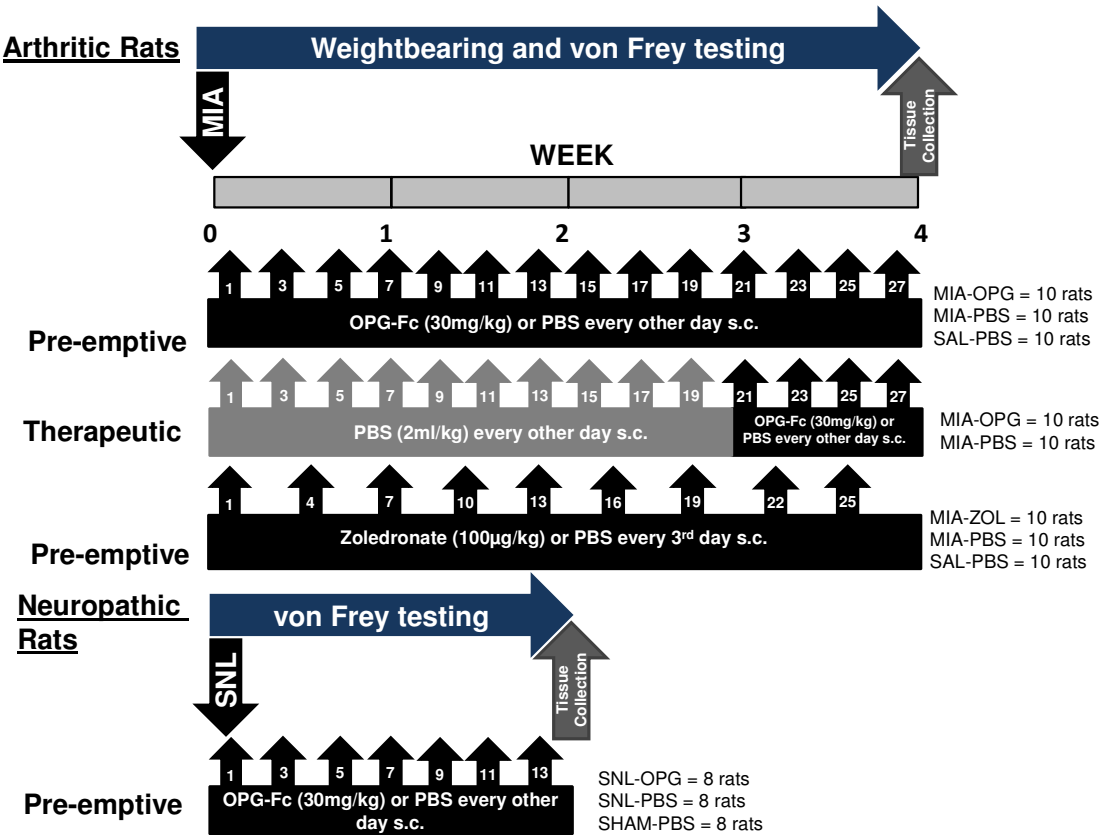 Arthritic Rats
Weightbearing and von Frey testing
MIA
Tissue
Collection
WEEK
0 1 2 3 4
1 3 5 7 9 11 13 15 17 19 21 23 25 27
OPG-Fc (30mg/kg) or PBS every other day s.c.
Pre-emptive
MIA-OPG = 10 rats
MIA-PBS = 10 rats
SAL-PBS = 10 rats
1 3 5 7 9 11 13 15 17 19 21 23 25 27
Therapeutic
PBS (2ml/kg) every other day s.c.
OPG-Fc (30mg/kg) or
PBS every other day s.c.
MIA-OPG = 10 rats
MIA-PBS = 10 rats
1 4 7 10 13 16 19 22 25
Zoledronate (100µg/kg) or PBS every 3rd day s.c.
Pre-emptive
MIA-ZOL = 10 rats
MIA-PBS = 10 rats
SAL-PBS = 10 rats
Neuropathic
Rats
von Frey testing
SNL
Tissue
Collection
1 3 5 7 9 11 13
Pre-emptive
OPG-Fc (30mg/kg) or PBS every other
day s.c.
SNL-OPG = 8 rats
SNL-PBS = 8 rats
SHAM-PBS = 8 rats